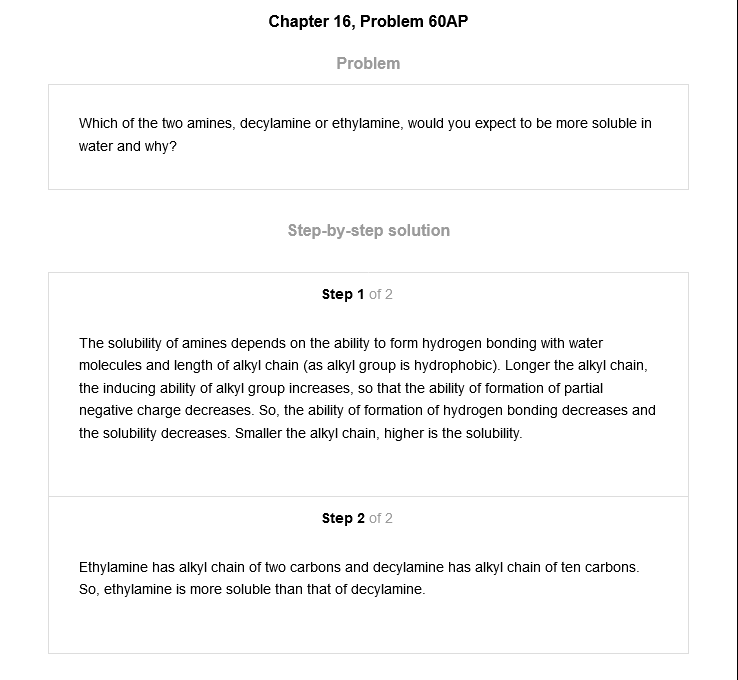 Chapter 16, Problem 60AP
Problem
Which of the two amines, decylamine or ethylamine, would you expect to be more soluble in
water and why?
Step-by-step solution
Step 1 of 2
The solubility of amines depends on the ability to form hydrogen bonding with water
molecules and length of alkyl chain (as alkyl group is hydrophobic). Longer the alkyl chain,
the inducing ability of alkyl group increases, so that the ability of formation of partial
negative charge decreases. So, the ability of formation of hydrogen bonding decreases and
the solubility decreases. Smaller the alkyl chain, higher is the solubility.
Step 2 of 2
Ethylamine has alkyl chain of two carbons and decylamine has alkyl chain of ten carbons.
So, ethylamine is more soluble than that of decylamine.